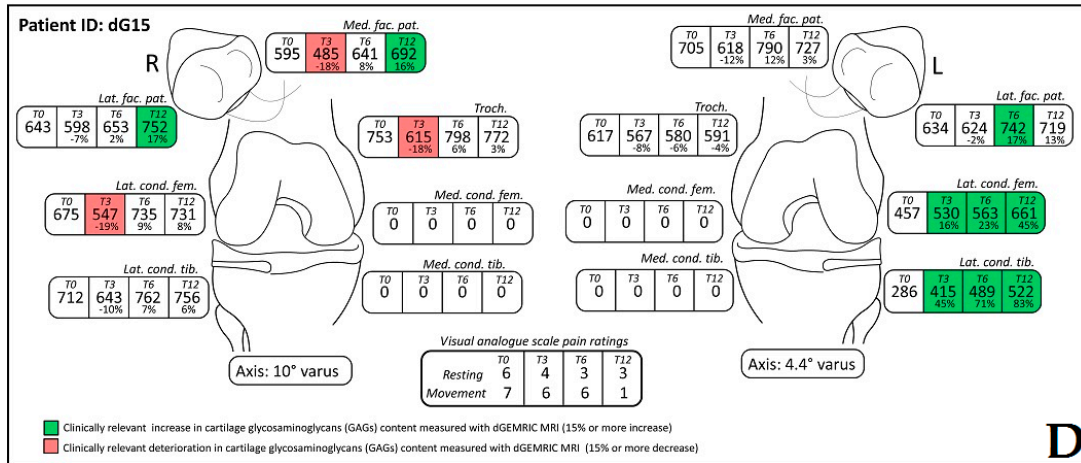 Patient ID: dG15
R
L
Med. fac. pat.
T0 T3 T6 T12
595 485 641 692
-18% 8% 16%
Med. fac. pat.
T0 T3 T6 T12
705 618 790 727
-12% 12% 3%
Lat. fac. pat.
T0 T3 T6 T12
643 598 653 752
-7% 2% 17%
Troch.
T0 T3 T6 T12
753 615 798 772
-18% 6% 3%
Troch.
T0 T3 T6 T12
617 567 580 591
-8% -6% -4%
Lat. fac. pat.
T0 T3 T6 T12
634 624 742 719
-2% 17% 13%
Lat. cond. fem.
T0 T3 T6 T12
675 547 735 731
-19% 9% 8%
Med. cond. fem.
T0 T3 T6 T12
0 0 0 0
Med. cond. fem.
T0 T3 T6 T12
0 0 0 0
Lat. cond. fem.
T0 T3 T6 T12
457 530 563 661
16% 23% 45%
Lat. cond. tib.
T0 T3 T6 T12
712 643 762 756
-10% 7% 6%
Med. cond. tib.
T0 T3 T6 T12
0 0 0 0
Med. cond. tib.
T0 T3 T6 T12
0 0 0 0
Lat. cond. tib.
T0 T3 T6 T12
286 415 489 522
45% 71% 83%
Axis: 10° varus
Visual analogue scale pain ratings
T0 T3 T6 T12
Resting 6 4 3 3
Movement 7 6 6 1
Axis: 4.4° varus
Clinically relevant increase in cartilage glycosaminoglycans (GAGs) content measured with dGEMRIC MRI (15% or more increase)
Clinically relevant deterioration in cartilage glycosaminoglycans (GAGs) content measured with dGEMRIC MRI (15% or more decrease)
D